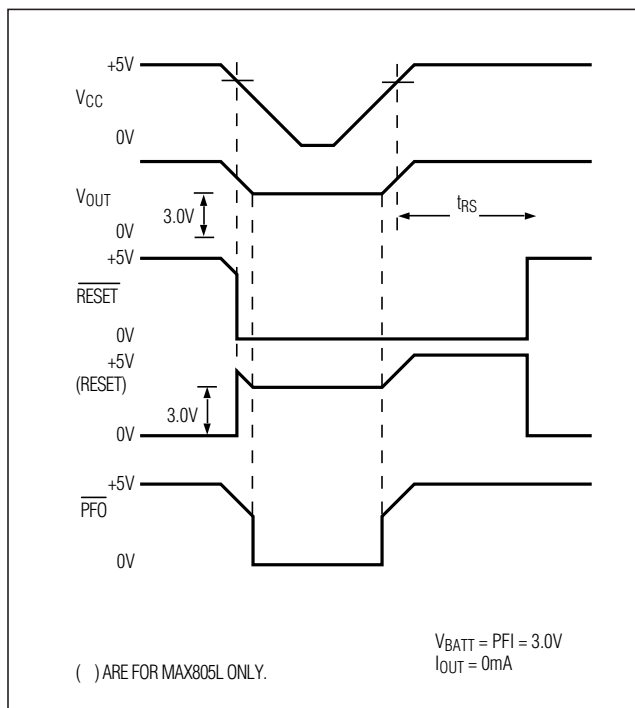 +5V
VCC
0V
VOUT
3.0V
tRS
0V
+5V
RESET
0V
+5V
(RESET)
3.0V
0V
+5V
PFO
0V
VBATT = PFI = 3.0V
IOUT = 0mA
( ) ARE FOR MAX805L ONLY.